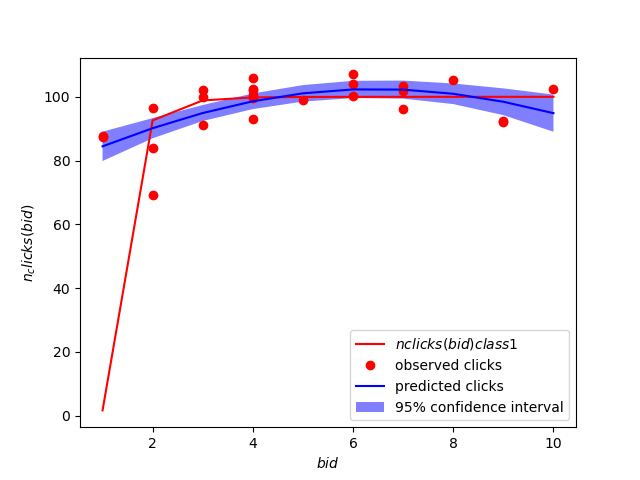 100
80
60
40
20
0
n_clicks(bid)
nclicks(bid)class1
observed clicks
predicted clicks
95% confidence interval
2 4 6 8 10
bid